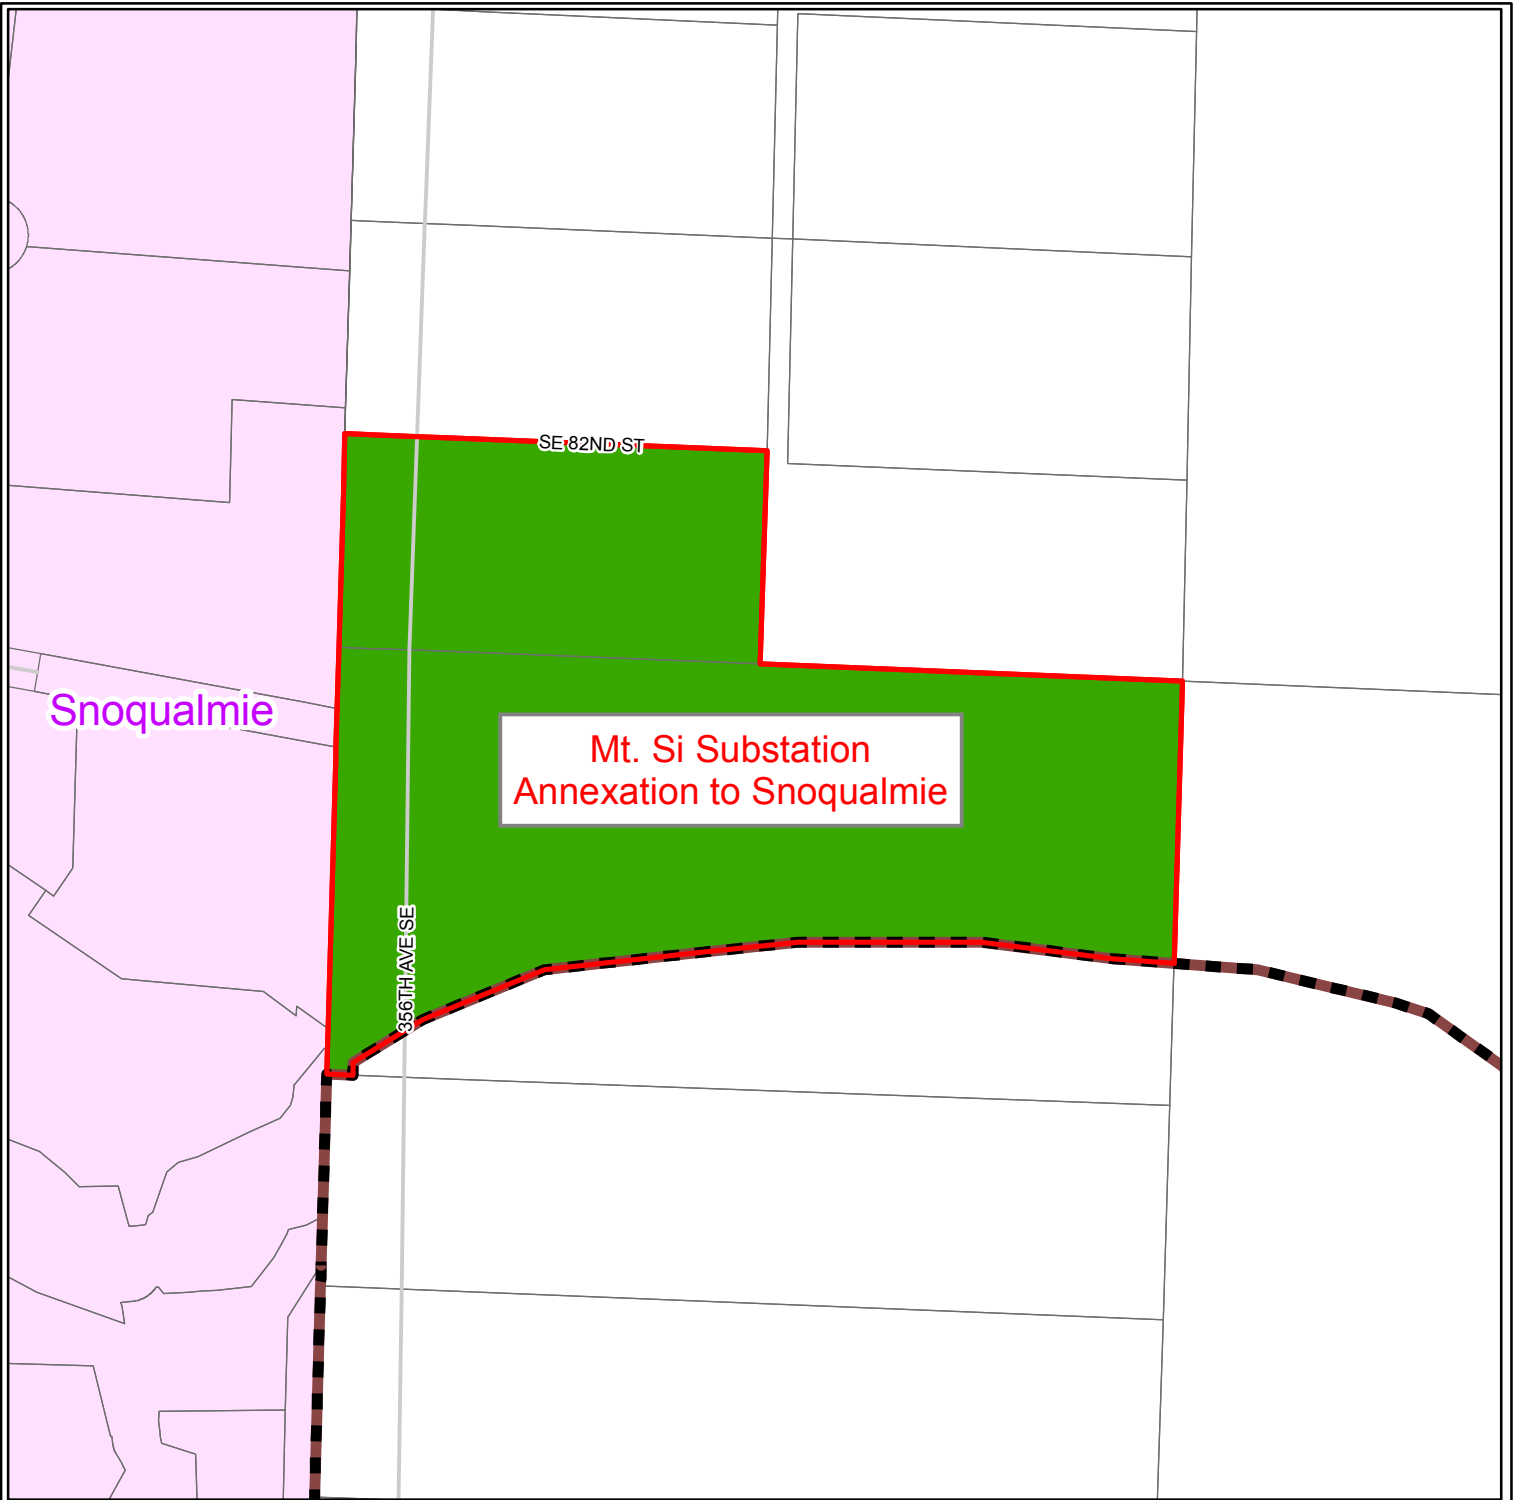 SE 82ND ST
Snoqualmie
Mt. Si Substation
Annexation to Snoqualmie
356TH AVE SE